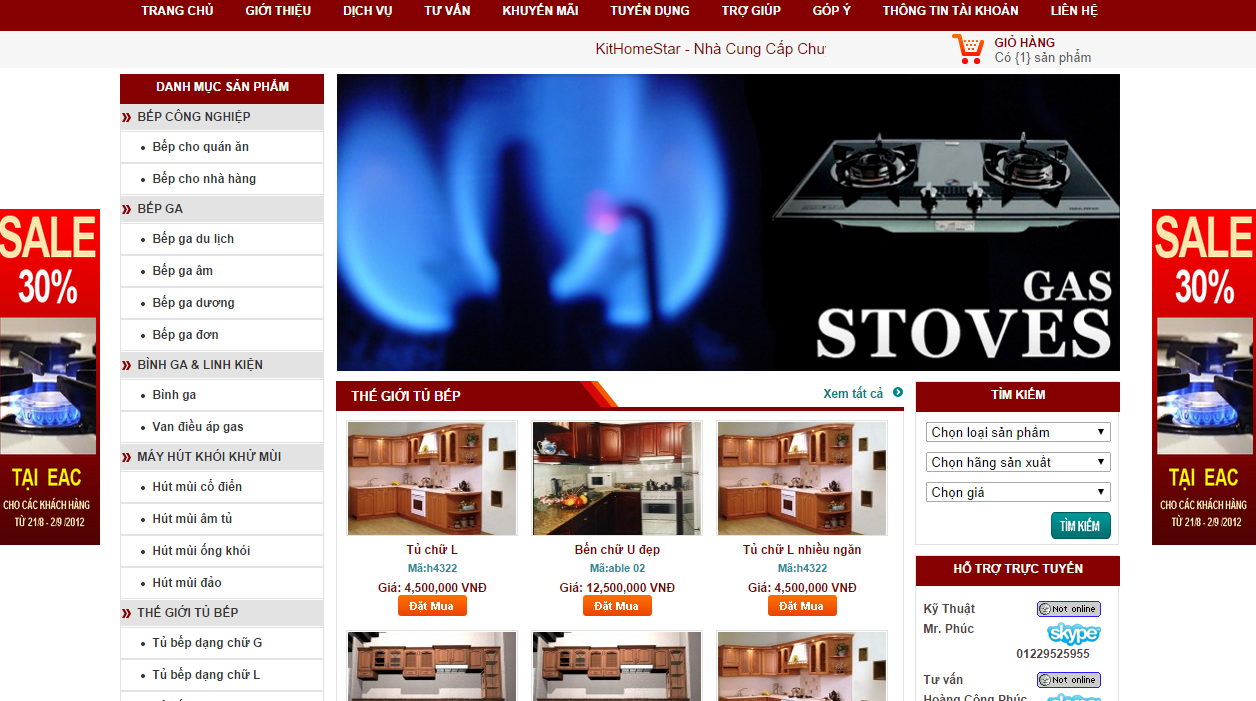 TRANG CHỦ GIỚI THIỆU DỊCH VỤ TƯ VẤN KHUYẾN MÃI TUYỂN DỤNG TRỢ GIÚP GÓP Ý THÔNG TIN TÀI KHOẢN LIÊN HỆ
KitHomeStar - Nhà Cung Cấp Chu
GIỎ HÀNG
Có {1} sản phẩm
SALE
30%
TẠI EAC
CHO CÁC KHÁCH HÀNG
TỪ 21/8 - 2/9 /2012
DANH MỤC SẢN PHẨM
BẾP CÔNG NGHIỆP
Bếp cho quán ăn
Bếp cho nhà hàng
BẾP GA
Bếp ga du lịch
Bếp ga âm
Bếp ga dương
Bếp ga đơn
BÌNH GA & LINH KIỆN
Bình ga
Van điều áp gas
MÁY HÚT KHÓI KHỬ MÙI
Hút mùi cổ điển
Hút mùi âm tủ
Hút mùi ống khói
Hút mùi đảo
THẾ GIỚI TỦ BẾP
Tủ bếp dạng chữ G
Tủ bếp dạng chữ L
GAS
STOVES
THẾ GIỚI TỦ BẾP Xem tất cả
Tủ chữ L Bến chữ U đẹp Tủ chữ L nhiều ngăn
Mã:h4322 Mã:able 02 Mã:h4322
Giá: 4,500,000 VNĐ Giá: 12,500,000 VNĐ Giá: 4,500,000 VNĐ
Đặt Mua Đặt Mua Đặt Mua
TÌM KIẾM
Chọn loại sản phẩm
Chọn hãng sản xuất
Chọn giá
TÌM KIẾM
HỖ TRỢ TRỰC TUYẾN
Kỹ Thuật Not online
Mr. Phúc skype
01229525955
Tư vấn Not online
Hoàng Công Phúc
SALE
30%
TẠI EAC
CHO CÁC KHÁCH HÀNG
TỪ 21/8 - 2/9 /2012